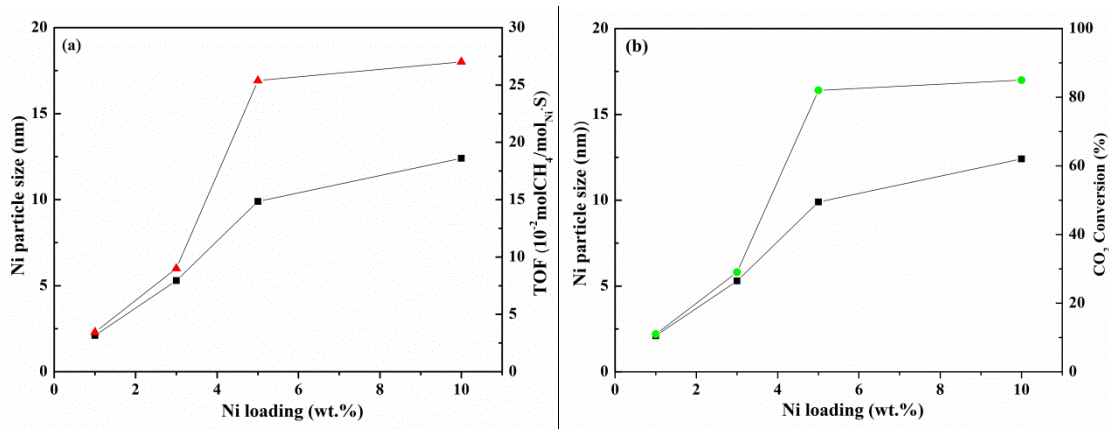 (a)
20
15
10
5
0
Ni particle size (nm)
0 2 4 6 8 10
Ni loading (wt.%)
30
25
20
15
10
5
0
TOF (10⁻²molCH₄/mol_Ni·S)
(b)
20
15
10
5
0
Ni particle size (nm))
0 2 4 6 8 10
Ni loading (wt.%)
100
80
60
40
20
0
CO₂ Conversion (%)